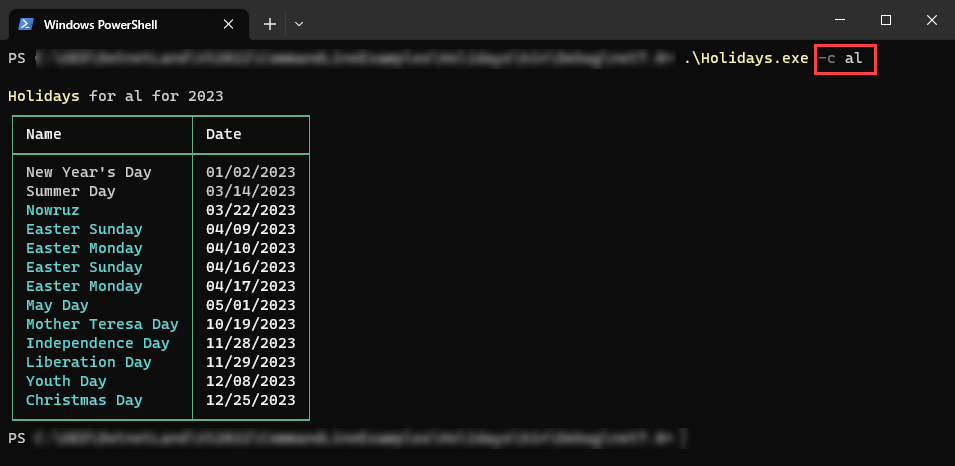 Windows PowerShell
PS .\Holidays.exe -c al
Holidays for al for 2023
Name Date
New Year's Day 01/02/2023
Summer Day 03/14/2023
Nowruz 03/22/2023
Easter Sunday 04/09/2023
Easter Monday 04/10/2023
Easter Sunday 04/16/2023
Easter Monday 04/17/2023
May Day 05/01/2023
Mother Teresa Day 10/19/2023
Independence Day 11/28/2023
Liberation Day 11/29/2023
Youth Day 12/08/2023
Christmas Day 12/25/2023
PS